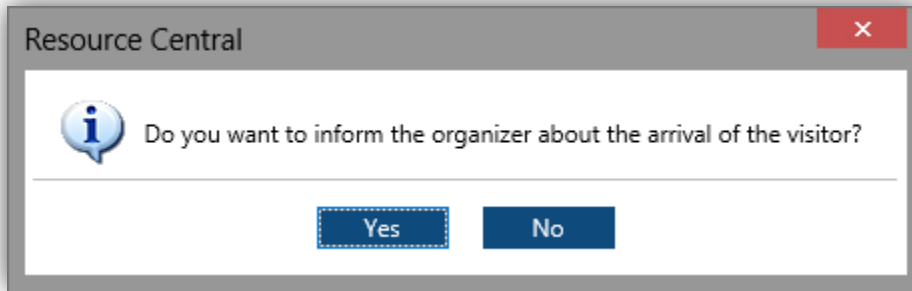 Resource Central
Do you want to inform the organizer about the arrival of the visitor?
Yes No